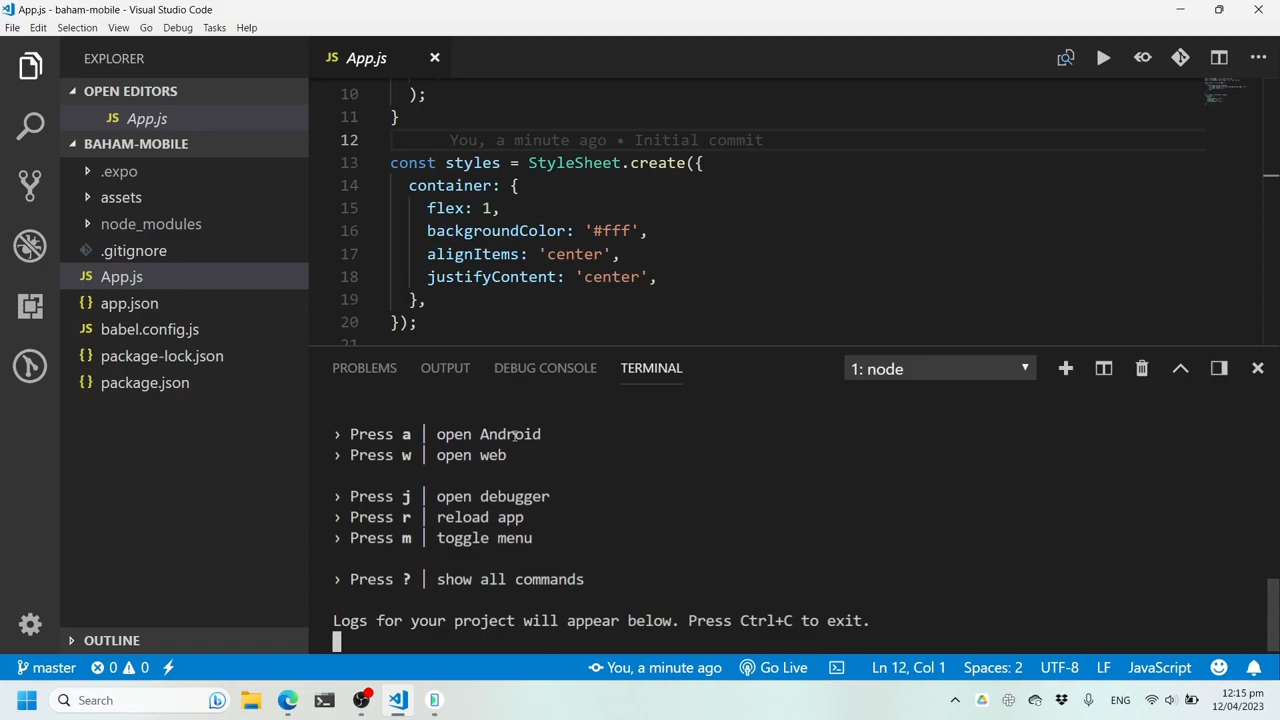 App.js - baham-mobile - Visual Studio Code
File Edit Selection View Go Debug Tasks Help
EXPLORER
OPEN EDITORS
JS App.js
BAHAM-MOBILE
.expo
assets
node_modules
.gitignore
JS App.js
{} app.json
JS babel.config.js
{} package-lock.json
{} package.json
OUTLINE
JS App.js
10 );
11 }
12 You, a minute ago • Initial commit
13 const styles = StyleSheet.create({
14 container: {
15 flex: 1,
16 backgroundColor: '#fff',
17 alignItems: 'center',
18 justifyContent: 'center',
19 },
20 });
21
PROBLEMS OUTPUT DEBUG CONSOLE TERMINAL 1: node
› Press a │ open Android
› Press w │ open web
› Press j │ open debugger
› Press r │ reload app
› Press m │ toggle menu
› Press ? │ show all commands
Logs for your project will appear below. Press Ctrl+C to exit.
master 0 0 You, a minute ago Go Live Ln 12, Col 1 Spaces: 2 UTF-8 LF JavaScript
Search ENG 12:15 pm
12/04/2023